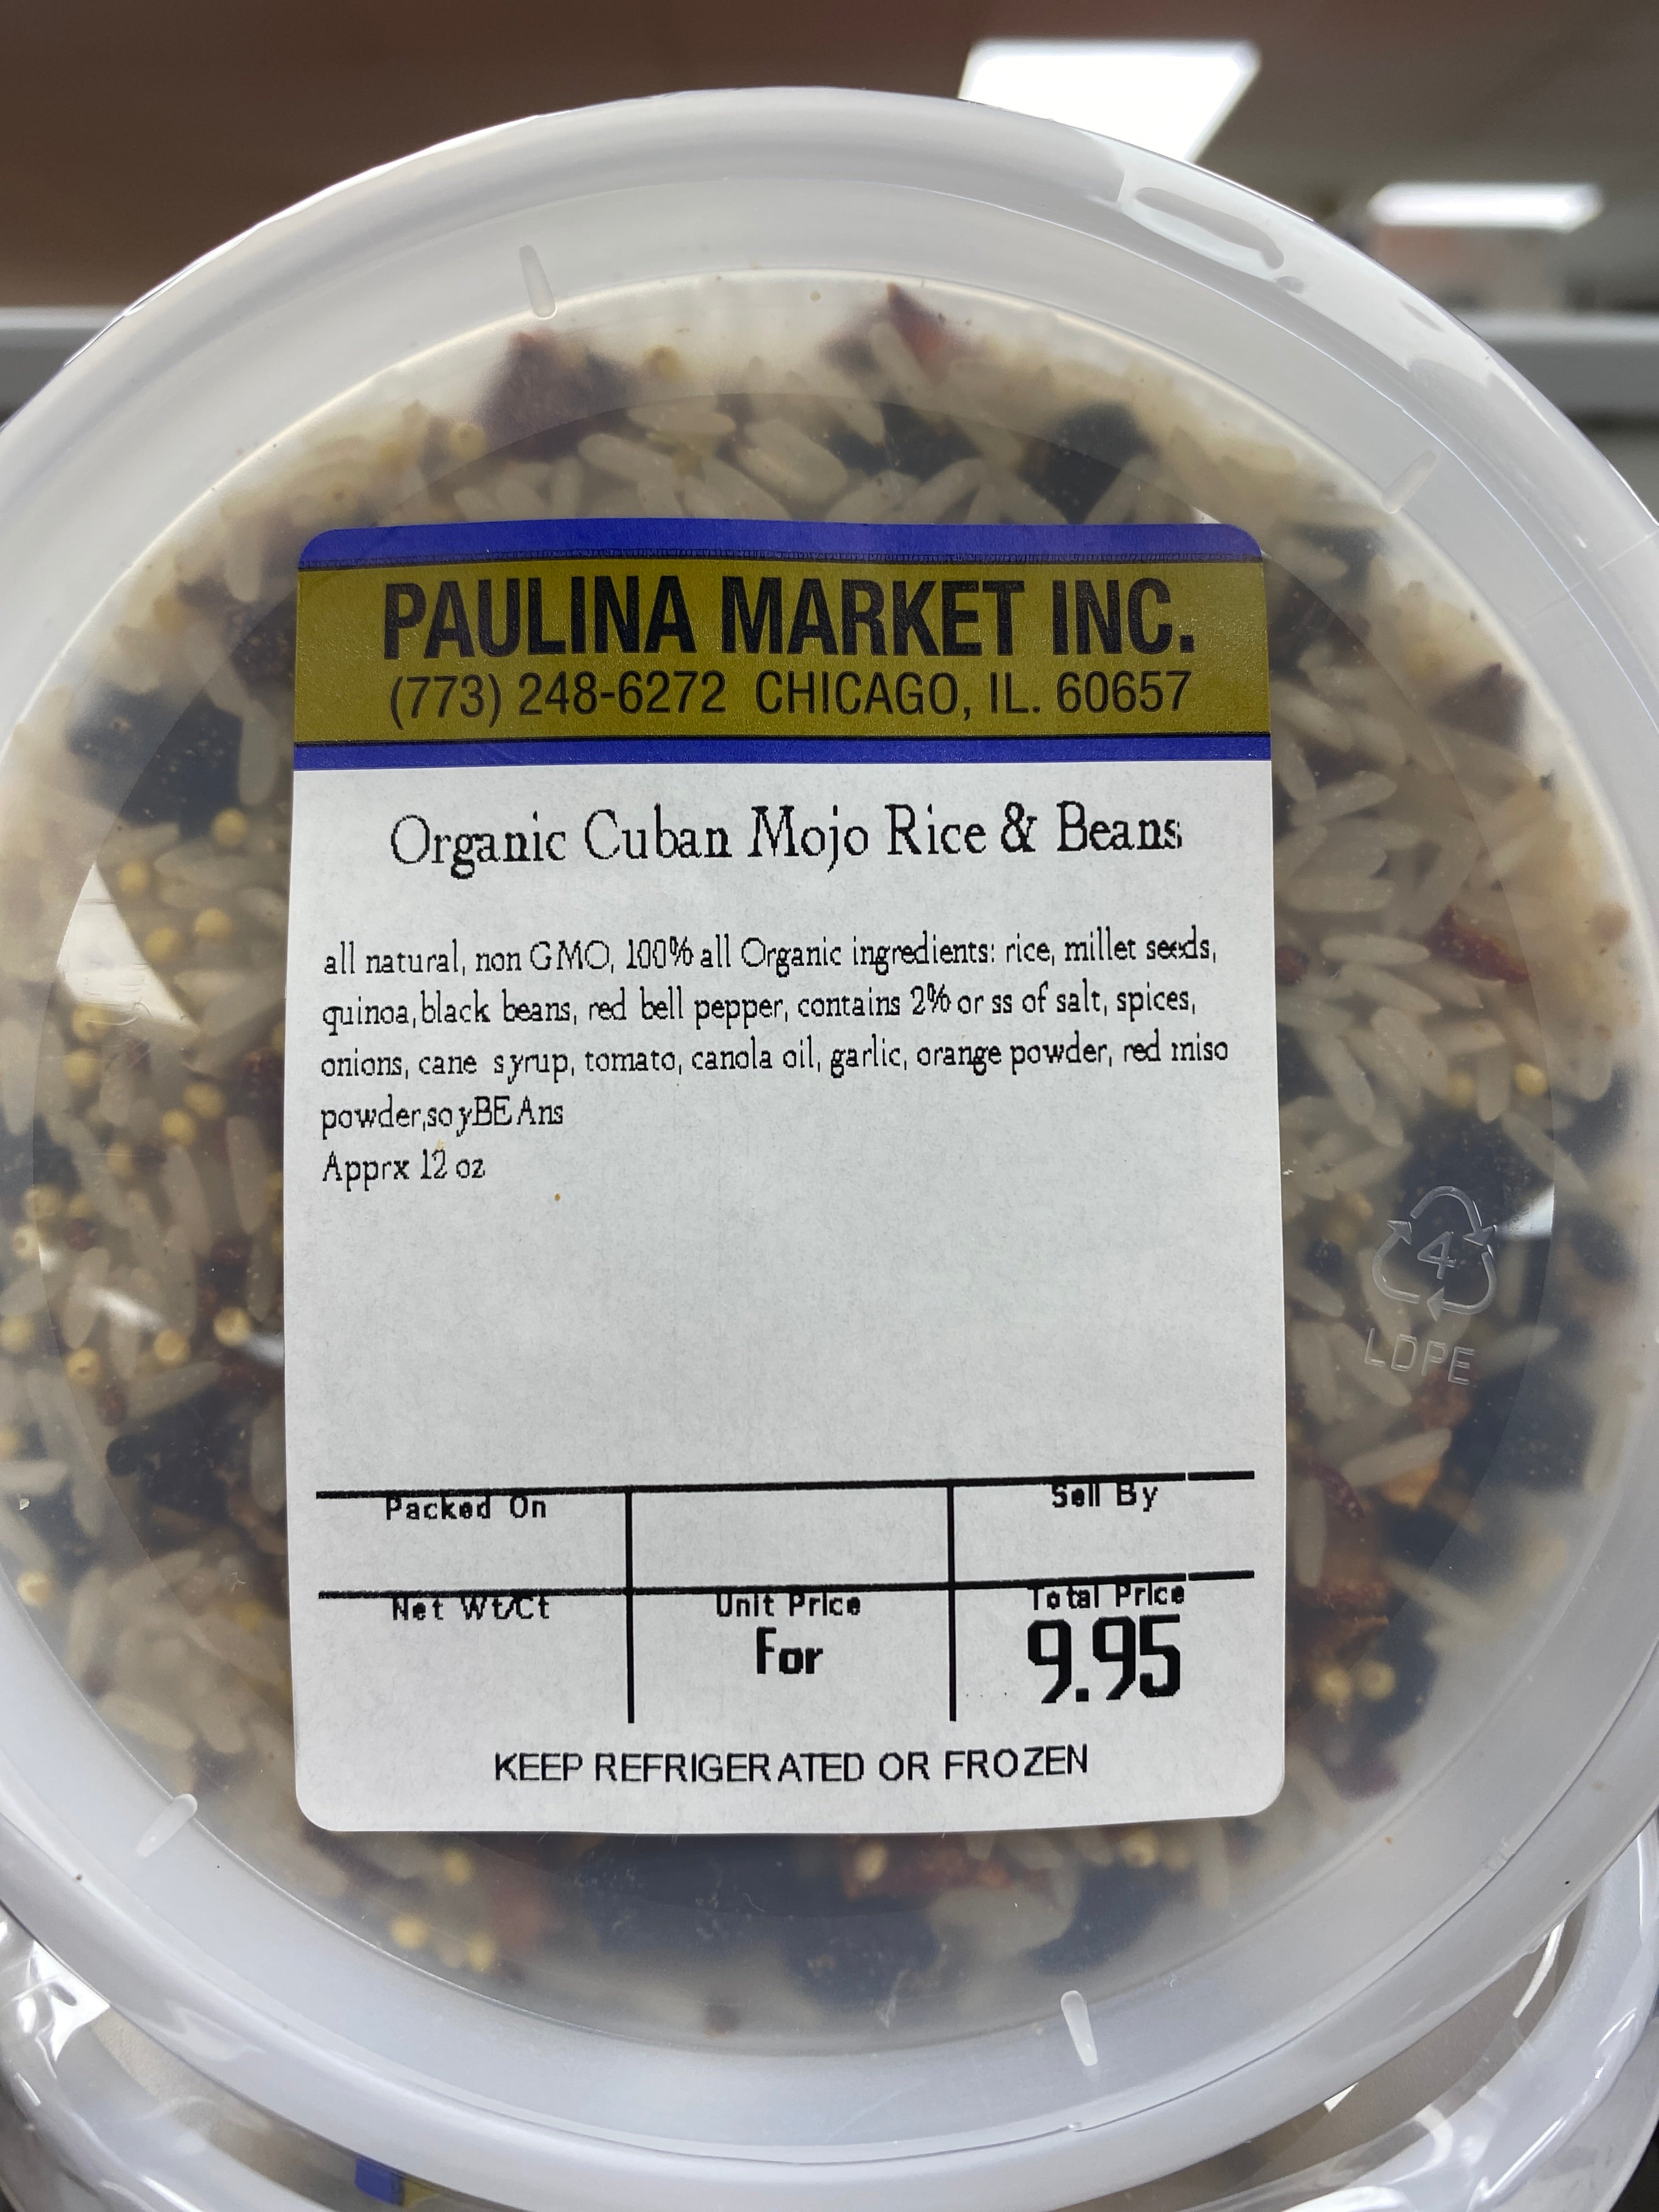 PAULINA MARKET INC.
(773) 248-6272 CHICAGO, IL. 60657
Organic Cuban Mojo Rice & Beans
all natural, non GMO, 100% all Organic ingredients: rice, millet seeds,
quinoa, black beans, red bell pepper, contains 2% or ss of salt, spices,
onions, cane syrup, tomato, canola oil, garlic, orange powder, red miso
powder,soyBEAns
Apprx 12 oz
4
LDPE
Packed On
Sell By
Net Wt/Ct
Unit Price
Total Price
For
9.95
KEEP REFRIGERATED OR FROZEN